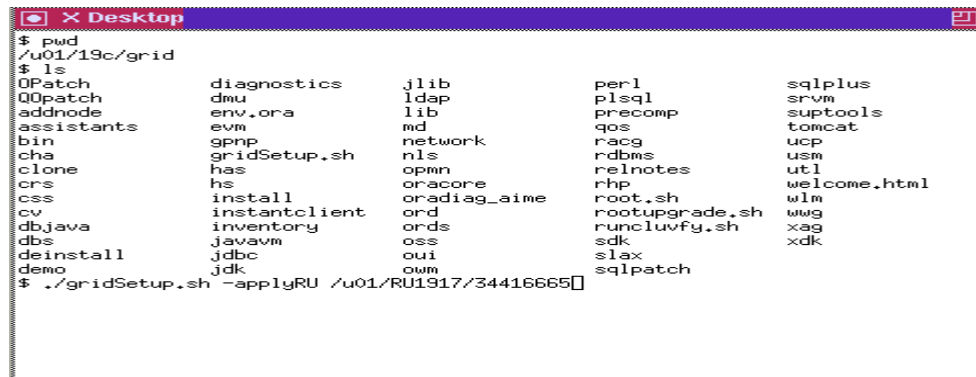 X Desktop
$ pwd
/u01/19c/grid
$ ls
OPatch diagnostics jlib perl sqlplus
QOpatch dmu ldap plsql srvm
addnode env.ora lib precomp suptools
assistants evm md qos tomcat
bin gpnp network racg ucp
cha gridSetup.sh nls rdbms usm
clone has opmn relnotes utl
crs hs oracore rhp welcome.html
css install oradiag_aime root.sh wlm
cv instantclient ord rootupgrade.sh wwg
dbjava inventory ords runcluvfy.sh xag
dbs javavm oss sdk xdk
deinstall jdbc oui slax
demo jdk owm sqlpatch
$ ./gridSetup.sh -applyRU /u01/RU1917/34416665